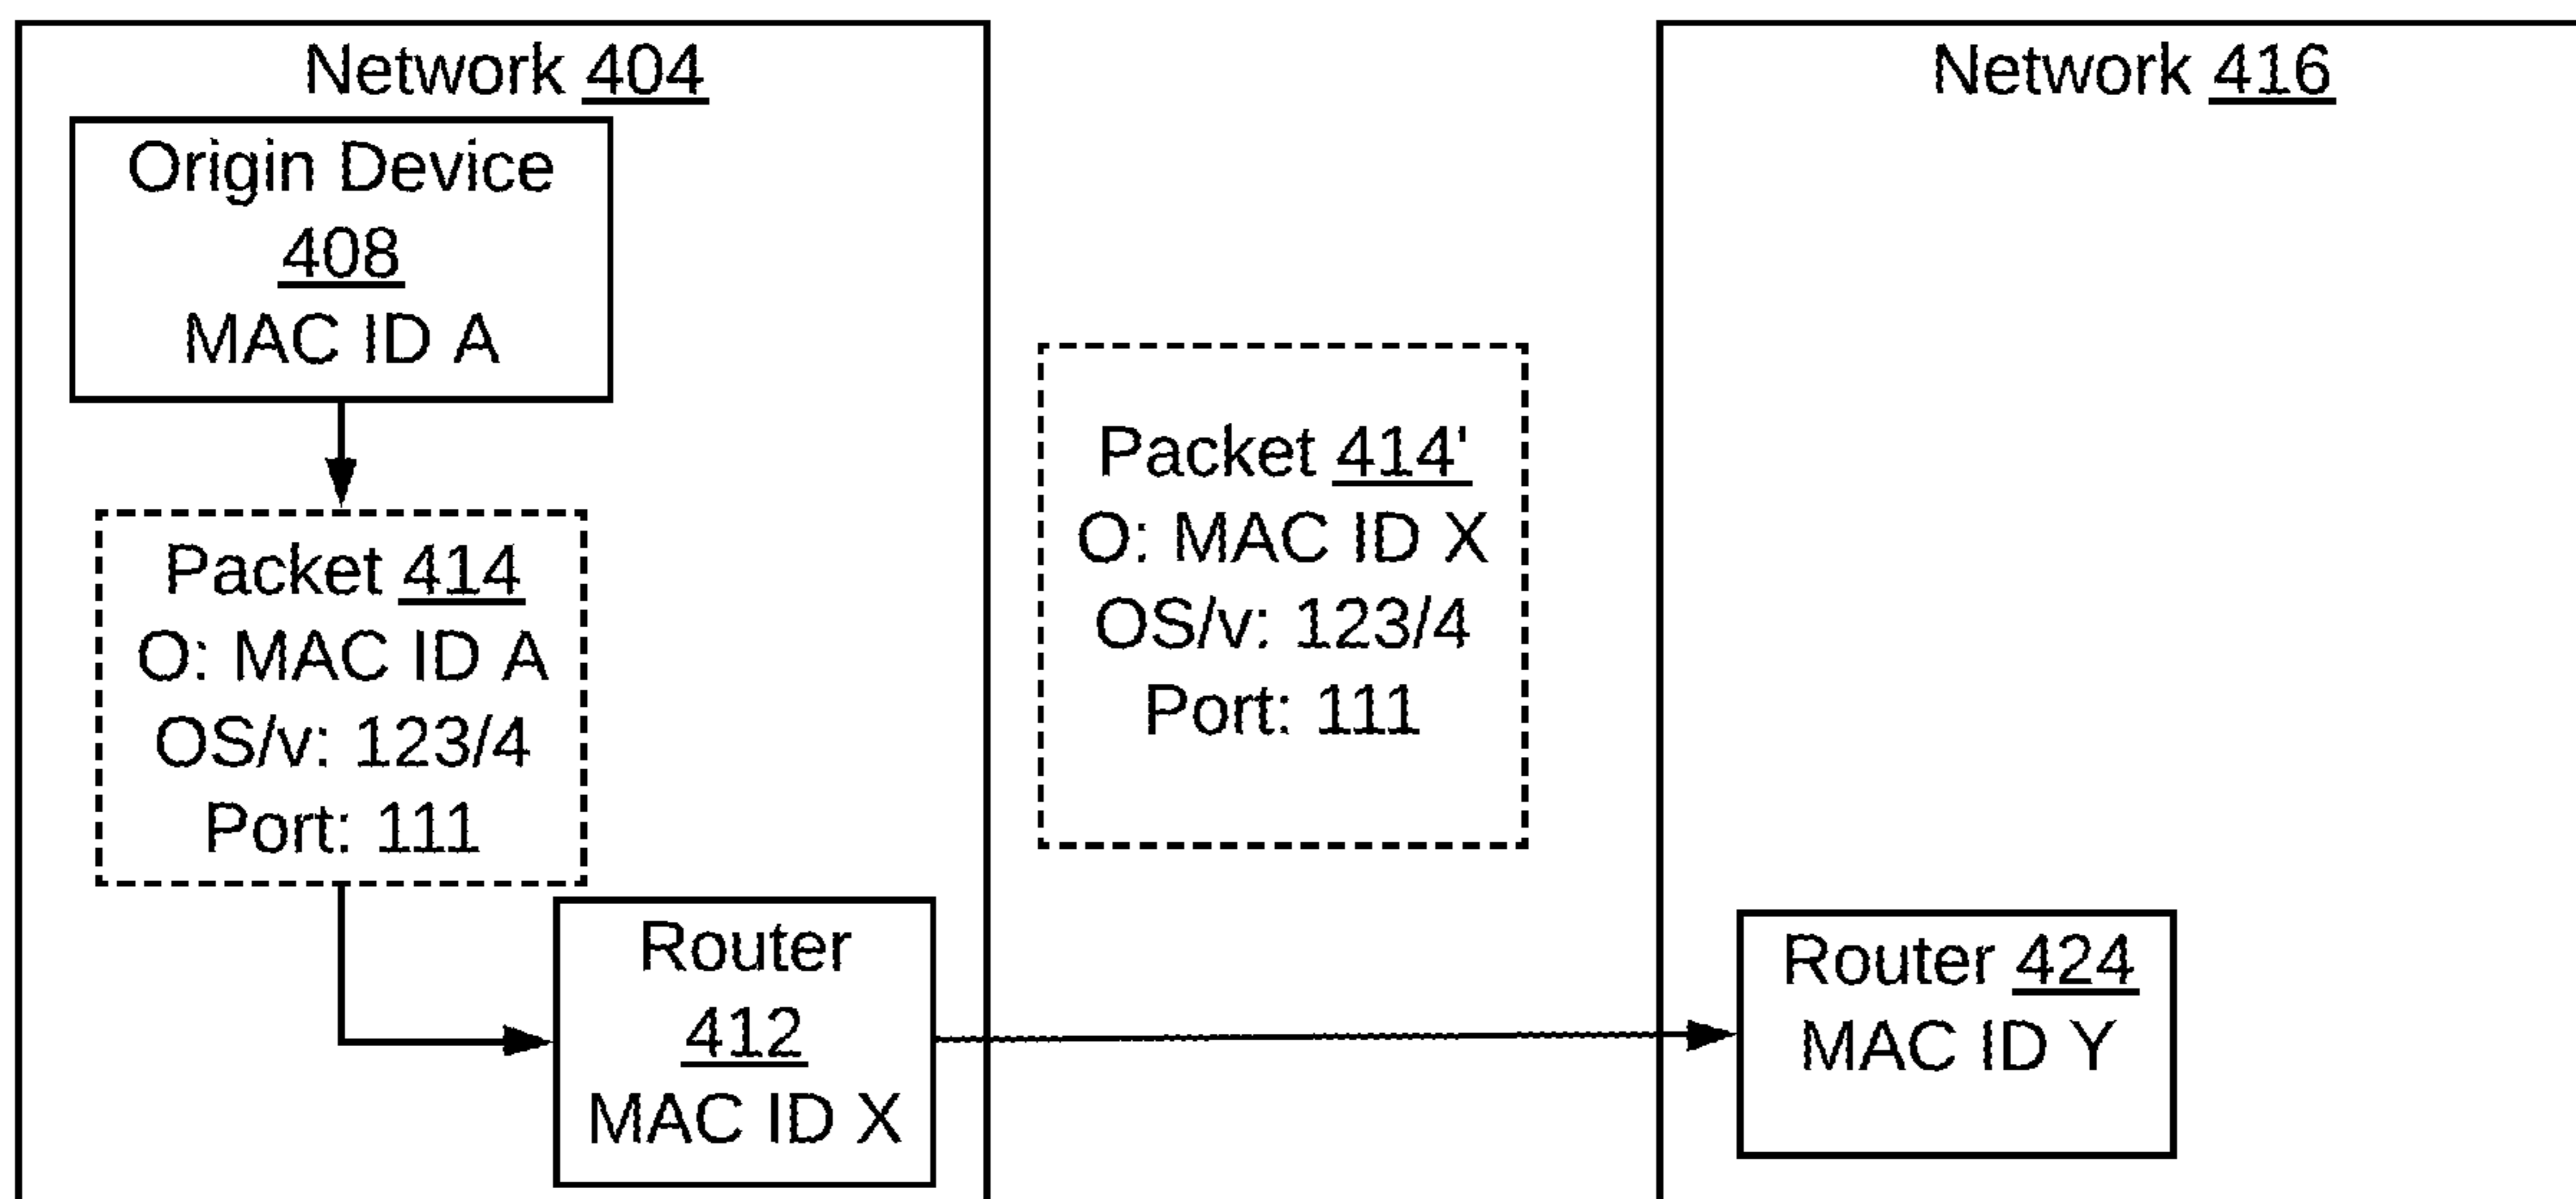 Network 404
Origin Device
408
MAC ID A
Packet 414
O: MAC ID A
OS/v: 123/4
Port: 111
Router
412
MAC ID X
Packet 414'
O: MAC ID X
OS/v: 123/4
Port: 111
Network 416
Router 424
MAC ID Y